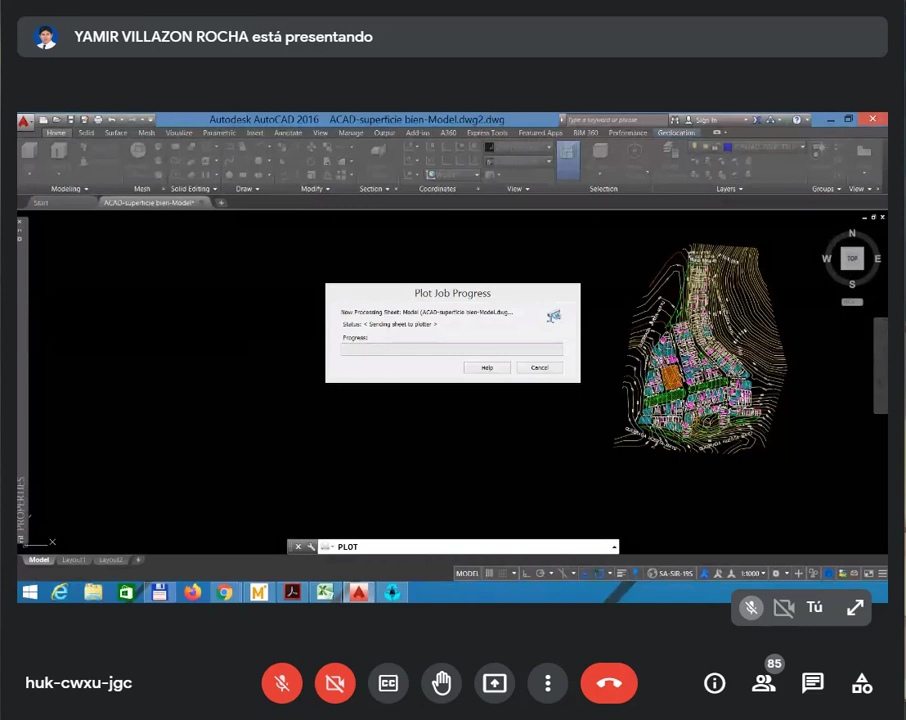 YAMIR VILLAZON ROCHA está presentando
Autodesk AutoCAD 2016 ACAD-superficie bien-Model.dwg2.dwg
Type a keyword or phrase
Sign In
Home Solid Surface Mesh Visualize Parametric Insert Annotate View Manage Output Add-ins A360 Express Tools Featured Apps BIM 360 Performance Geolocation
Modeling Mesh Solid Editing Draw Modify Section Coordinates View Selection Layers Groups View
Start ACAD-superficie bien-Model*
N
W TOP E
S
Plot Job Progress
Now Processing Sheet: Model (ACAD-superficie bien-Model.dwg...
Status: < Sending sheet to plotter >
Progress:
Help Cancel
PROPERTIES
X
PLOT
Model Layout1 Layout2 +
MODEL SA-SIR-19S 1:1000
Tú
huk-cwxu-jgc
CC
85